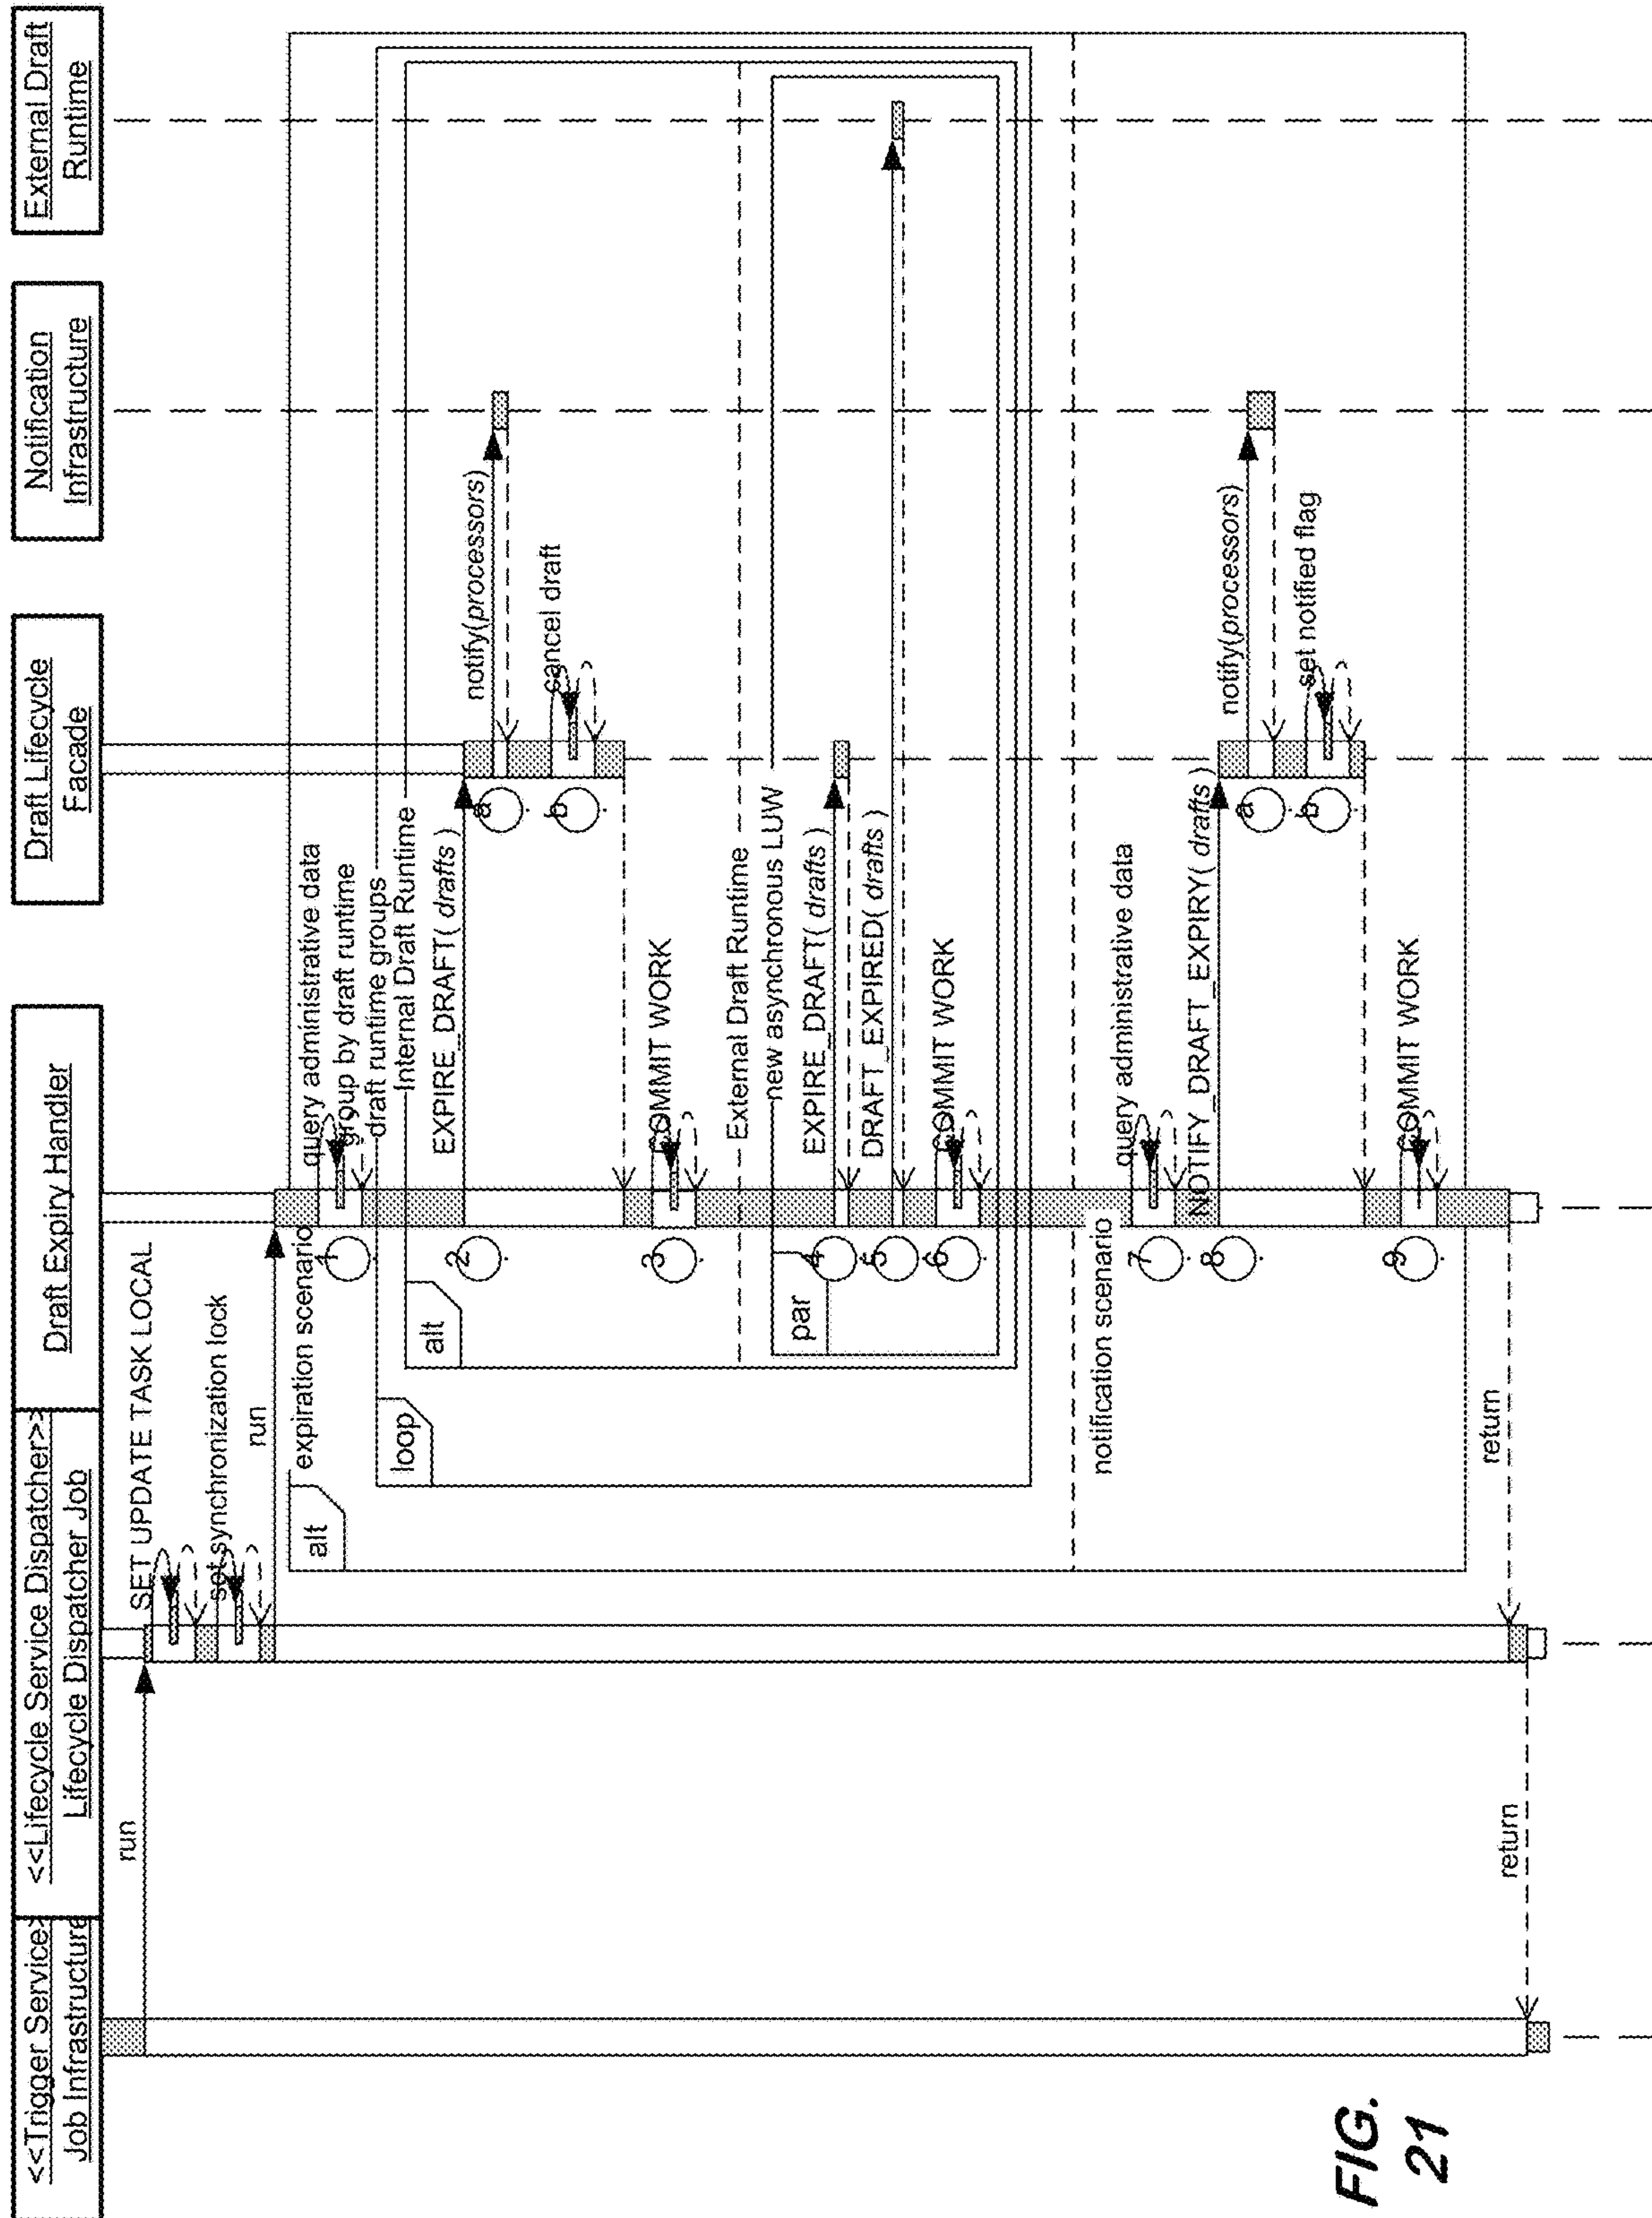 <<Trigger Service>
Job Infrastructure
<<Lifecycle Service Dispatcher>>
Lifecycle Dispatcher Job
Draft Expiry Handler
Draft Lifecycle
Facade
Notification
Infrastructure
External Draft
Runtime
run
SET UPDATE TASK LOCAL
set synchronization lock
run
alt
expiration scenario
query administrative data
1
group by draft runtime
loop
draft runtime groups
alt
Internal Draft Runtime
EXPIRE_DRAFT( drafts )
2
a
notify(processors)
b
cancel draft
COMMIT WORK
3
External Draft Runtime
par
new asynchronous LUW
EXPIRE_DRAFT( drafts )
4
DRAFT_EXPIRED( drafts )
5
COMMIT WORK
6
notification scenario
query administrative data
7
NOTIFY_DRAFT_EXPIRY( drafts )
8
a
notify(processors)
b
set notified flag
COMMIT WORK
9
return
return
FIG.
21